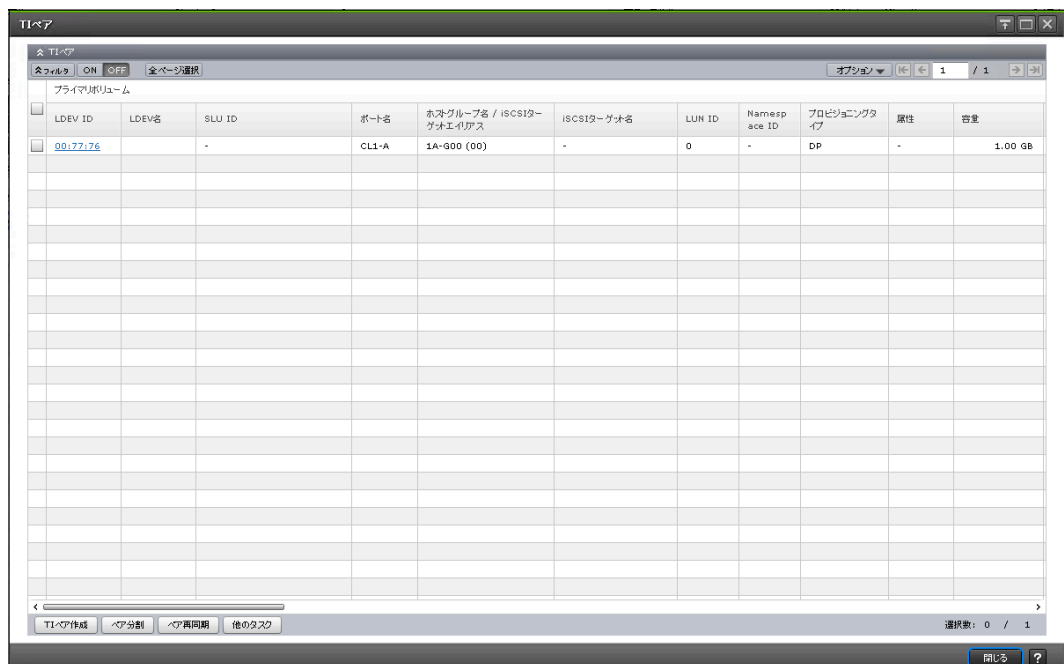 TIペア
TIペア
フィルタ ON OFF 全ページ選択 オプション 1 / 1
プライマリボリューム
LDEV ID LDEV名 SLU ID ポート名 ホストグループ名 / iSCSIター
ゲットエイリアス iSCSIターゲット名 LUN ID Namesp
ace ID プロビジョニングタ
イプ 属性 容量
00:77:76 - CL1-A 1A-G00 (00) - 0 - DP - 1.00 GB
TIペア作成 ペア分割 ペア再同期 他のタスク 選択数: 0 / 1
閉じる ?